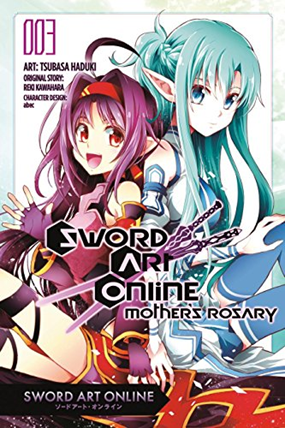 003
ART: TSUBASA HADUKI
ORIGINAL STORY:
REKI KAWAHARA
CHARACTER DESIGN:
abec
SWORD
ART
ONLINE
MOTHER'S ROSARY
SWORD ART ONLINE
ソードアート・オンライン